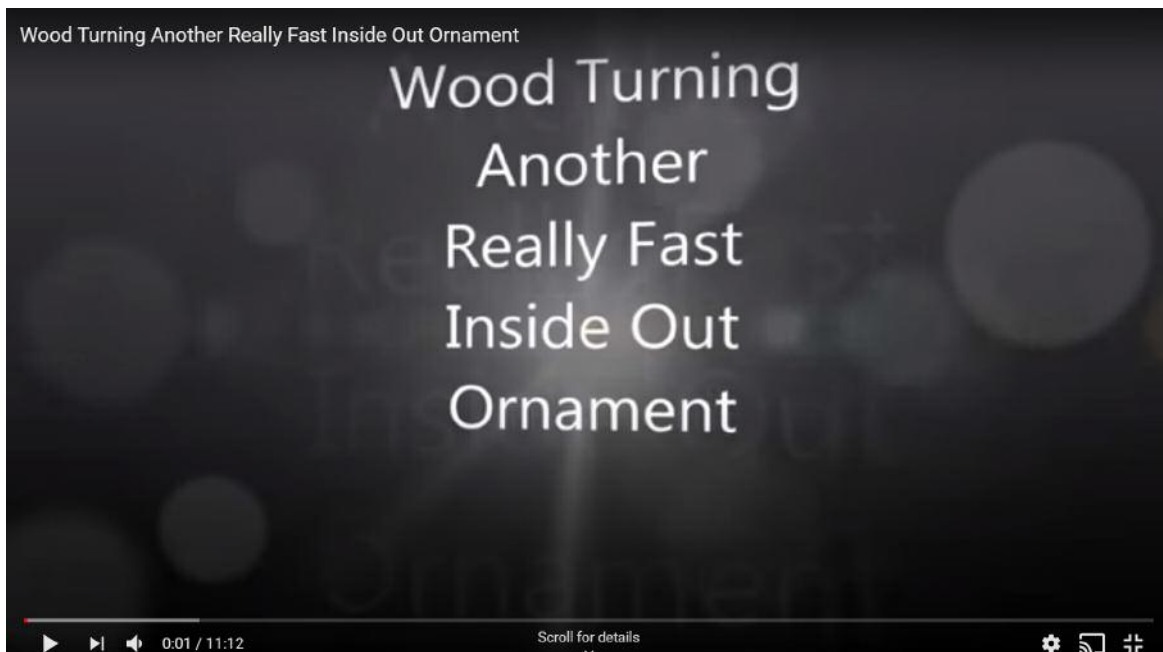 Wood Turning Another Really Fast Inside Out Ornament
Wood Turning
Another
Really Fast
Inside Out
Ornament
0:01 / 11:12
Scroll for details